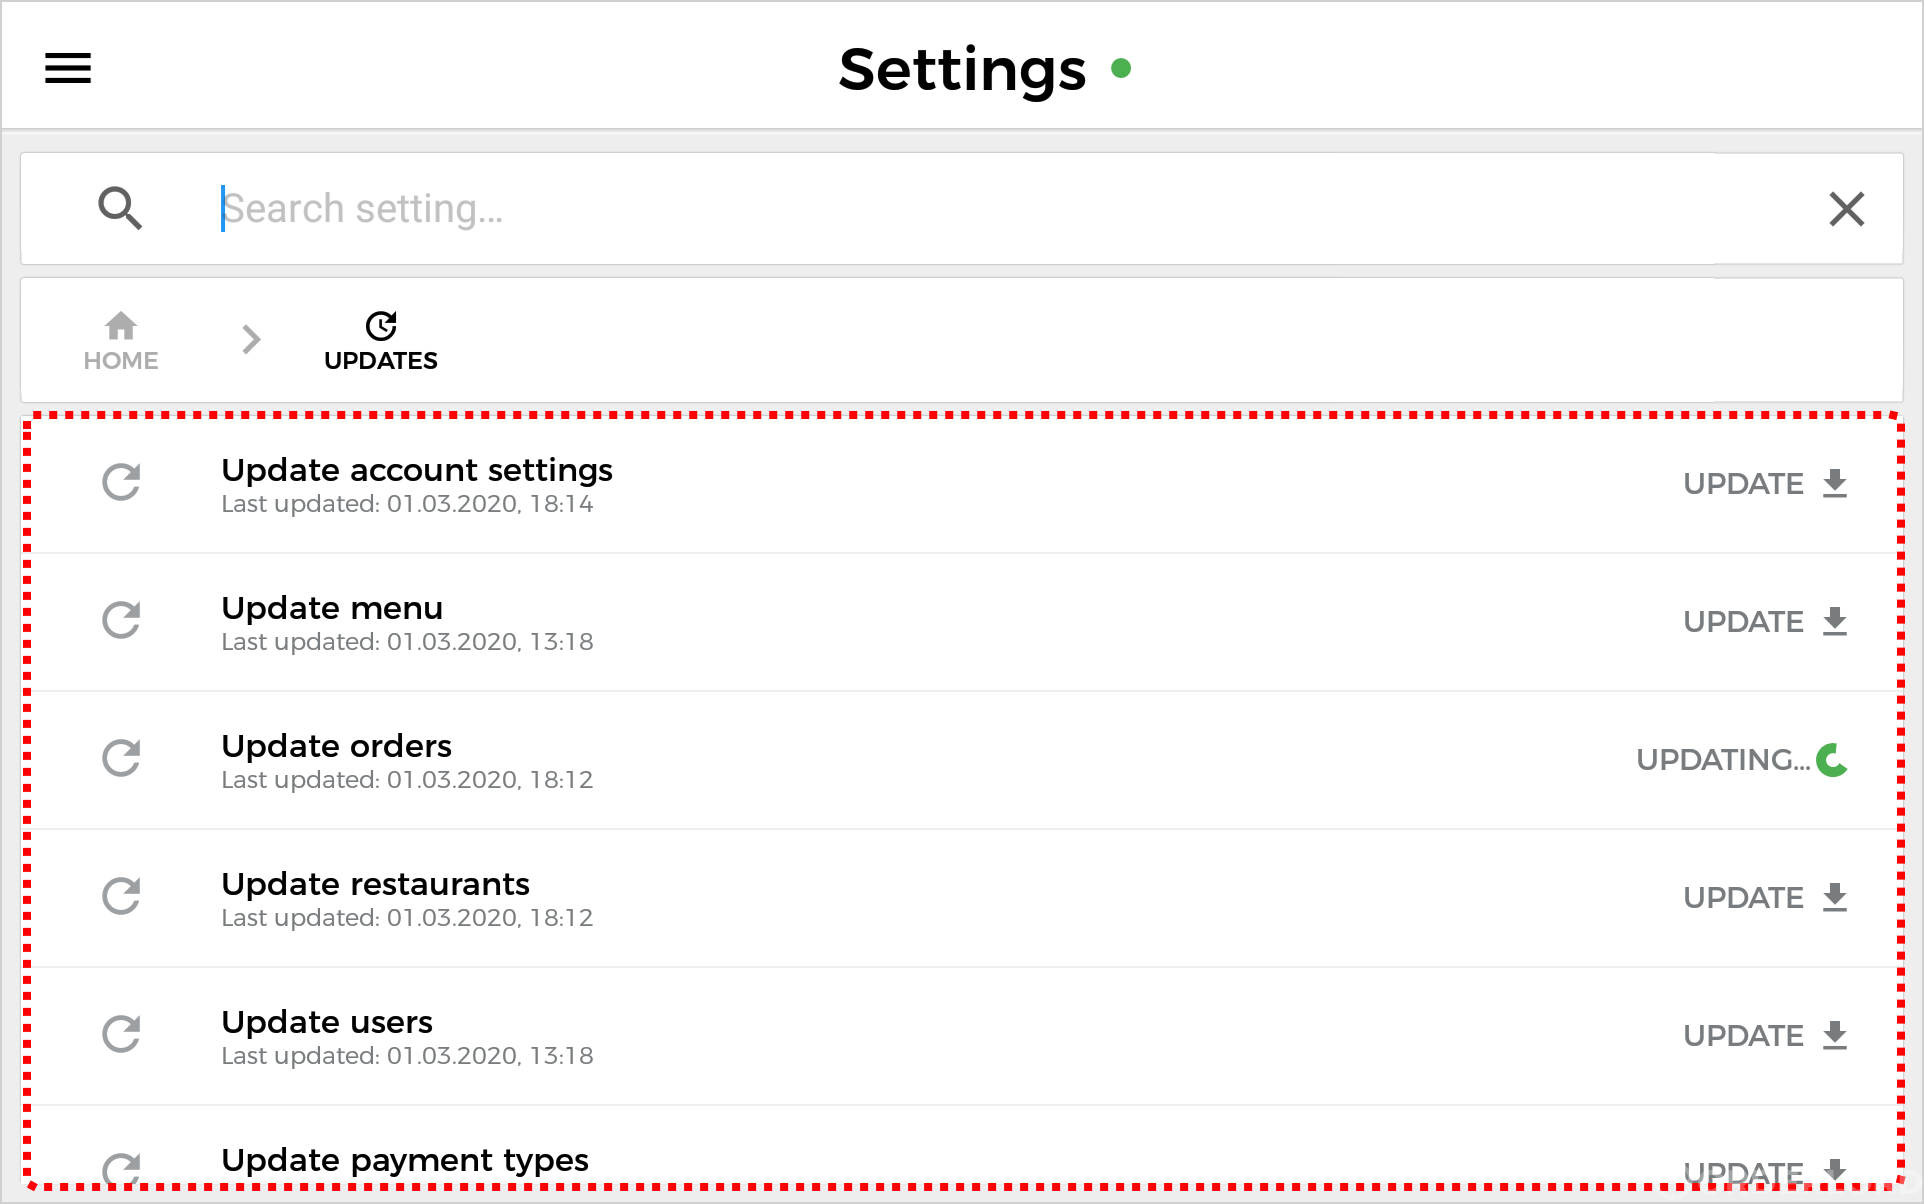 Settings
Search setting...
HOME
UPDATES
Update account settings
Last updated: 01.03.2020, 18:14
UPDATE
Update menu
Last updated: 01.03.2020, 13:18
UPDATE
Update orders
Last updated: 01.03.2020, 18:12
UPDATING...
Update restaurants
Last updated: 01.03.2020, 18:12
UPDATE
Update users
Last updated: 01.03.2020, 13:18
UPDATE
Update payment types
UPDATE